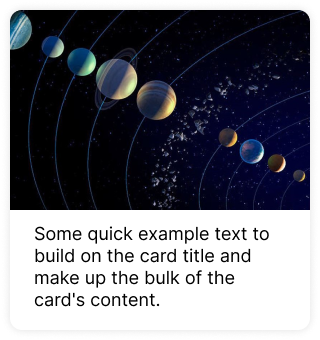 Some quick example text to
build on the card title and
make up the bulk of the
card's content.